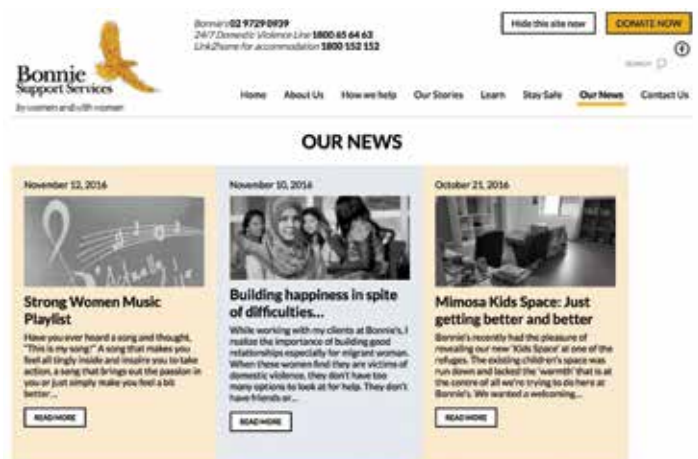 Bonnie's 02 9729 0939
24/7 Domestic Violence Line 1800 65 64 63
Link2home for accommodation 1800 152 152
Hide this site now
DONATE NOW
Bonnie
Support Services
by women and with women
SEARCH
Home About Us How we help Our Stories Learn Stay Safe Our News Contact Us
OUR NEWS
November 12, 2016
Strong Women Music
Playlist
Have you ever heard a song and thought,
"This is my song!" A song that makes you
feel all tingly inside and inspire you to take
action, a song that brings out the passion in
you or just simply make you feel a bit
better...
READ MORE
November 10, 2016
Building happiness in spite
of difficulties...
While working with my clients at Bonnie's, I
realize the importance of building good
relationships especially for migrant woman.
When these women find they are victims of
domestic violence, they don't have too
many options to look at for help. They don't
have friends or...
READ MORE
October 21, 2016
Mimosa Kids Space: Just
getting better and better
Bonnie's recently had the pleasure of
revealing our new 'Kids Space' at one of the
refuges. The existing children's space was
run down and lacked the 'warmth' that is at
the centre of all we're trying to do here at
Bonnie's. We wanted a welcoming...
READ MORE